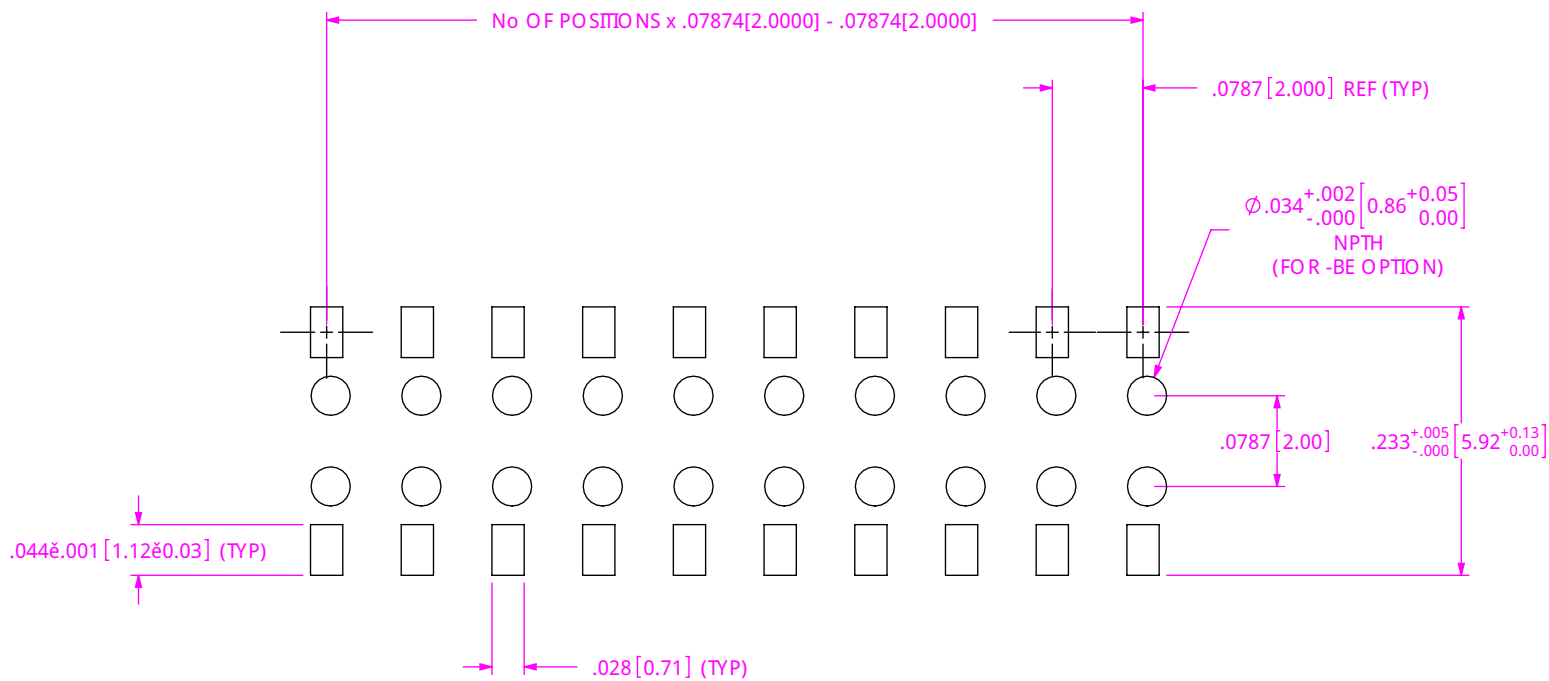 No OF POSITIONS x .07874[2.0000] - .07874[2.0000]
.0787[2.000] REF (TYP)
Ø.034+.002 -.000[0.86+0.05 0.00]
NPTH
(FOR -BE OPTION)
.0787[2.00]
.233+.005 -.000[5.92+0.13 0.00]
.044ě.001[1.12ě0.03] (TYP)
.028[0.71] (TYP)